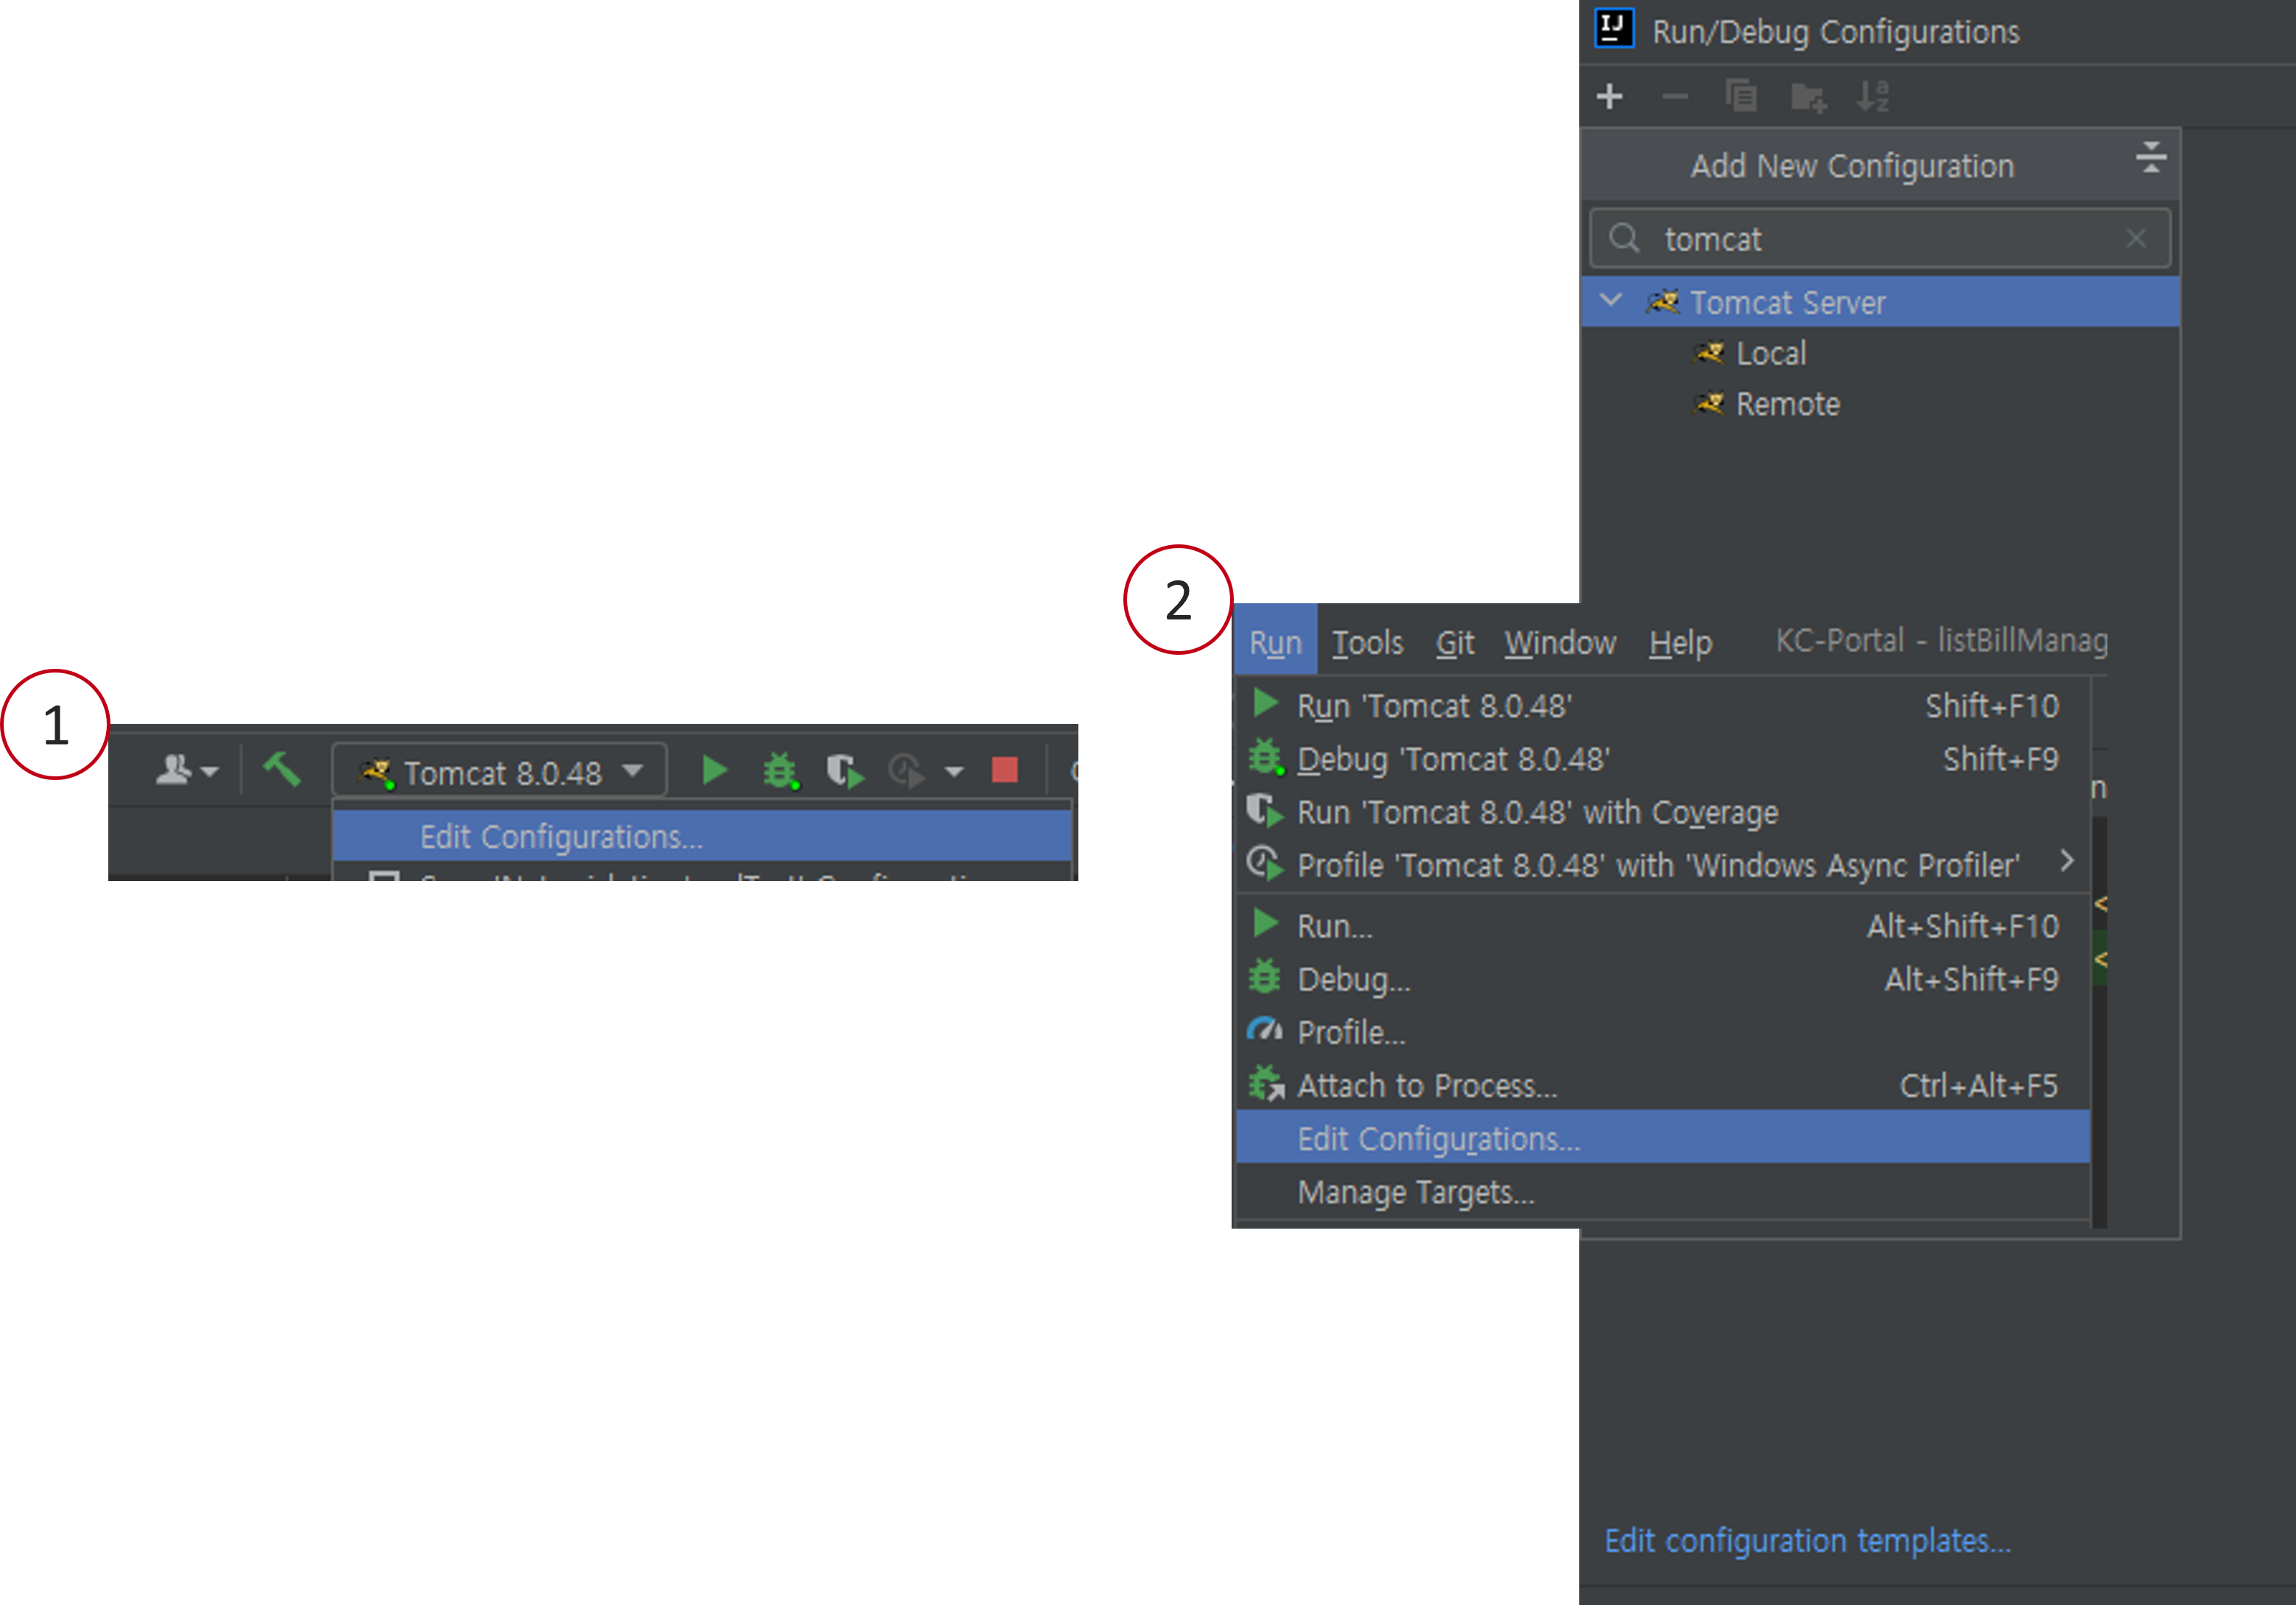 IJ
Run/Debug Configurations
Add New Configuration
tomcat
Tomcat Server
Local
Remote
Edit configuration templates...
1
Tomcat 8.0.48
Edit Configurations...
2
Run Tools Git Window Help KC-Portal - listBillManag
Run 'Tomcat 8.0.48' Shift+F10
Debug 'Tomcat 8.0.48' Shift+F9
Run 'Tomcat 8.0.48' with Coverage
Profile 'Tomcat 8.0.48' with 'Windows Async Profiler'
Run... Alt+Shift+F10
Debug... Alt+Shift+F9
Profile...
Attach to Process... Ctrl+Alt+F5
Edit Configurations...
Manage Targets...